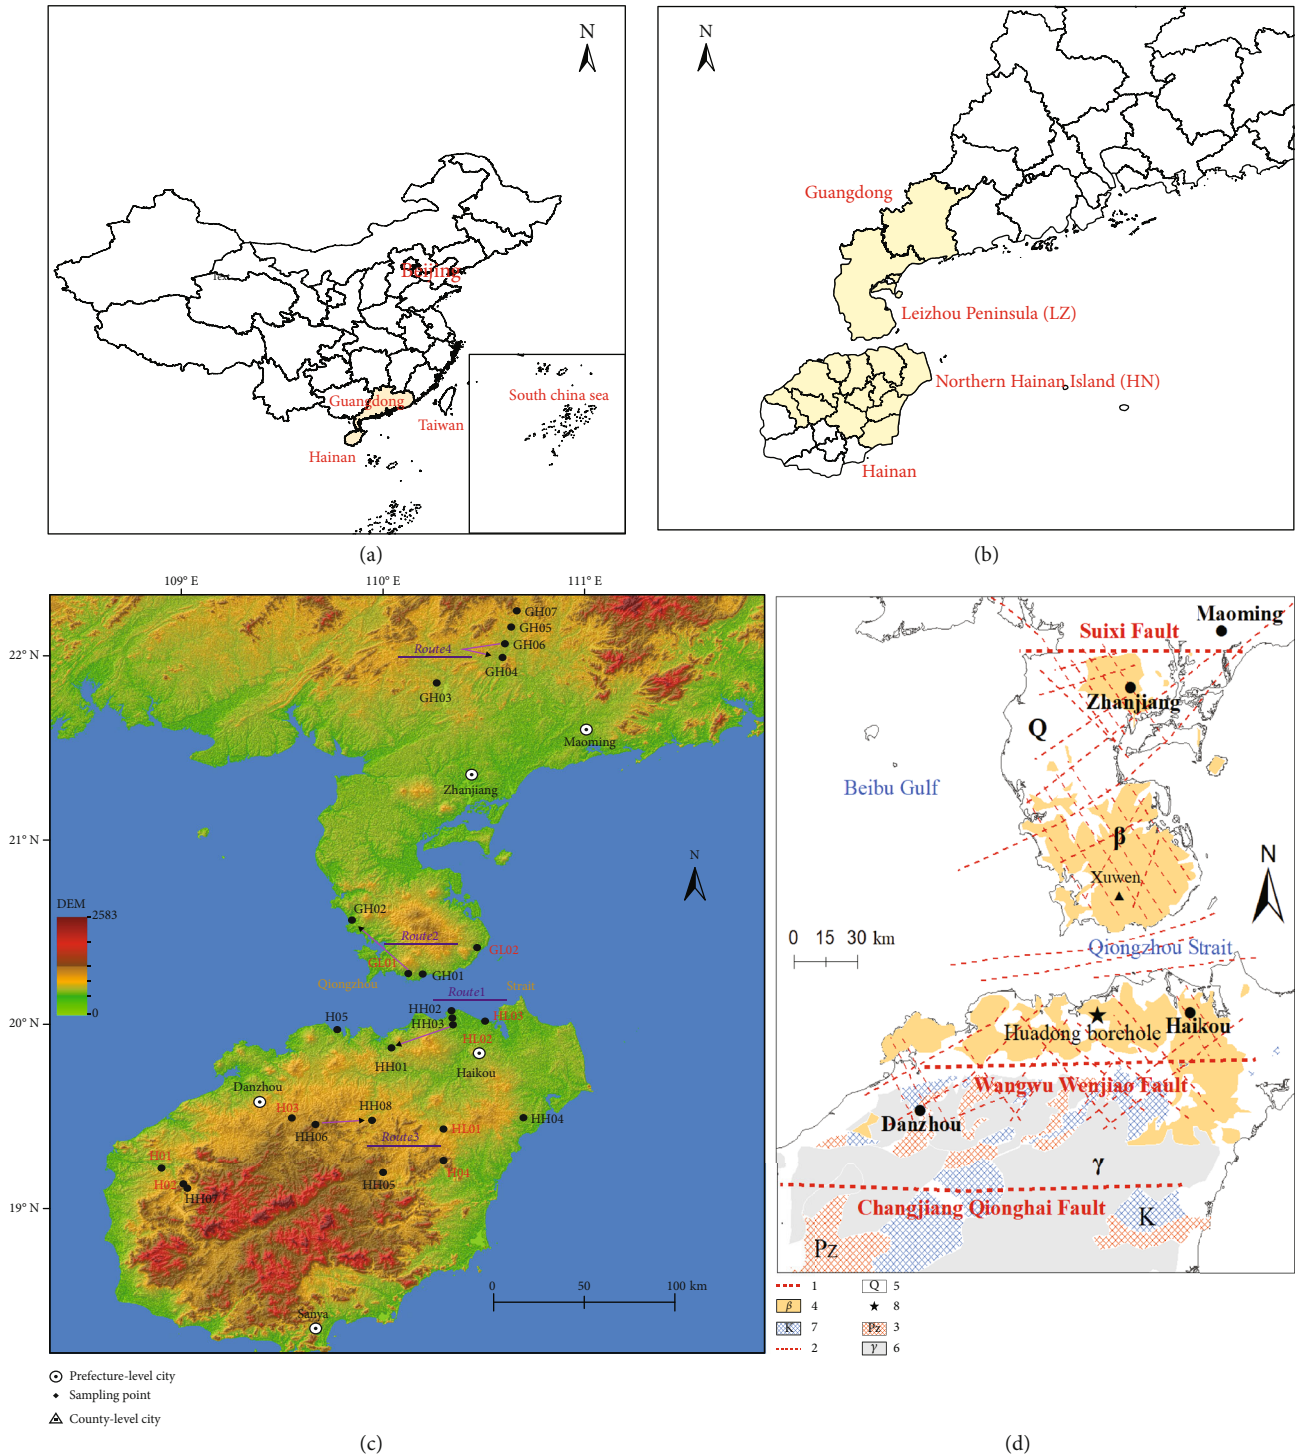 N
Beijing
Guangdong
Taiwan
Hainan
South china sea
(a)
N
Guangdong
Leizhou Peninsula (LZ)
Northern Hainan Island (HN)
Hainan
(b)
109° E
110° E
111° E
22° N
21° N
20° N
19° N
GH07
GH05
GH06
Route4
GH04
GH03
Maoming
Zhanjiang
N
DEM
2583
0
GH02
Route2
GL02
GL01
GH01
Qiongzhou
Route1
Strait
H05
HH02
HH03
HL03
HL02
HH01
Haikou
Danzhou
H03
HH08
HH06
HH04
HL01
Route3
H01
H04
H02
HH07
HH05
0
50
100 km
Sanya
Prefecture-level city
Sampling point
County-level city
(c)
Maoming
Suixi Fault
Zhanjiang
Q
Beibu Gulf
β
Xuwen
N
0 15 30 km
Qiongzhou Strait
Huadong borehole
Haikou
Wangwu Wenjiao Fault
Danzhou
γ
Changjiang Qionghai Fault
K
Pz
1
Q 5
β 4
8
K 7
Pz 3
2
γ 6
(d)